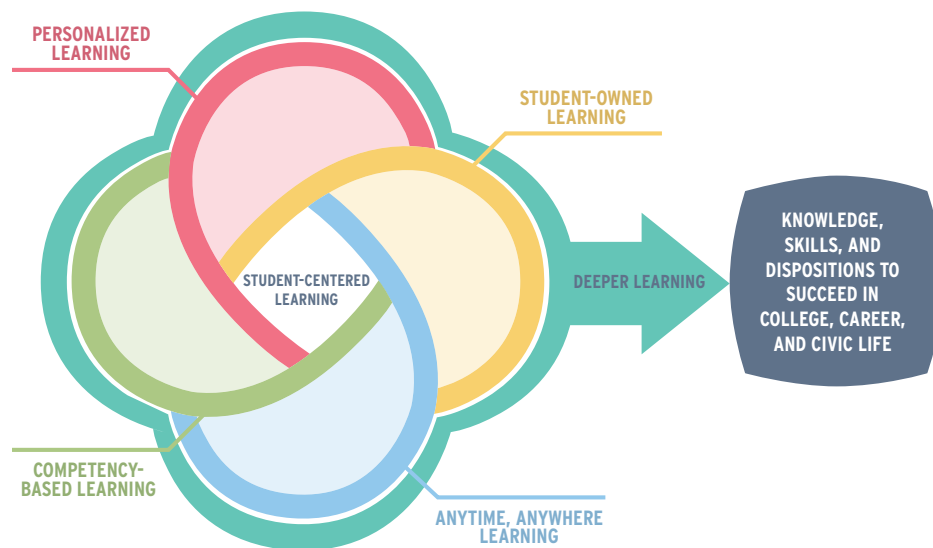 PERSONALIZED
LEARNING
STUDENT-OWNED
LEARNING
STUDENT-CENTERED
LEARNING
DEEPER LEARNING
KNOWLEDGE,
SKILLS, AND
DISPOSITIONS TO
SUCCEED IN
COLLEGE, CAREER,
AND CIVIC LIFE
COMPETENCY-
BASED LEARNING
ANYTIME, ANYWHERE
LEARNING